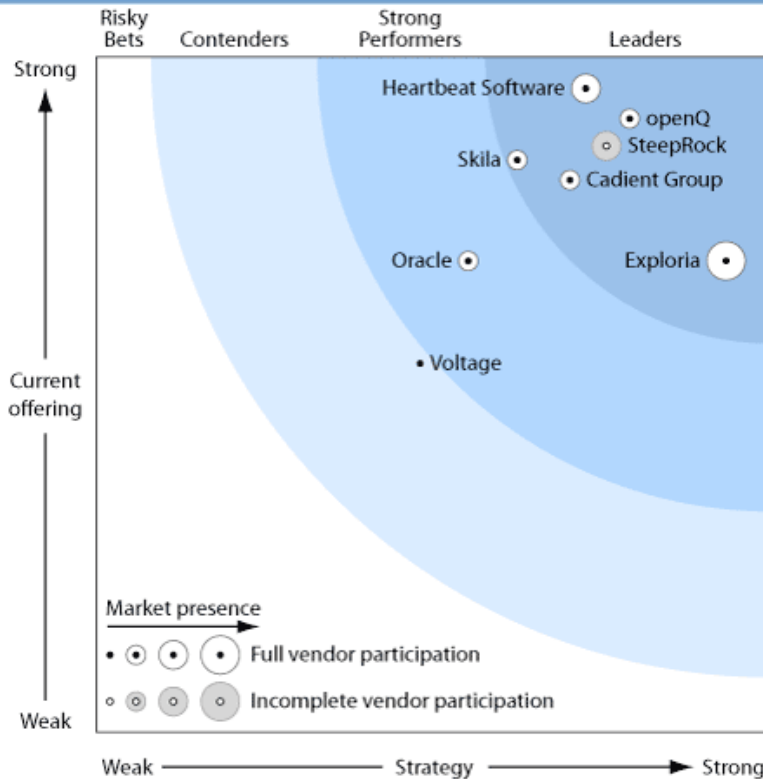 Risky
Bets
Contenders
Strong
Performers
Leaders
Strong
Heartbeat Software
openQ
SteepRock
Skila
Cadient Group
Oracle
Exploria
Voltage
Current
offering
Market presence
Full vendor participation
Incomplete vendor participation
Weak
Weak
Strategy
Strong